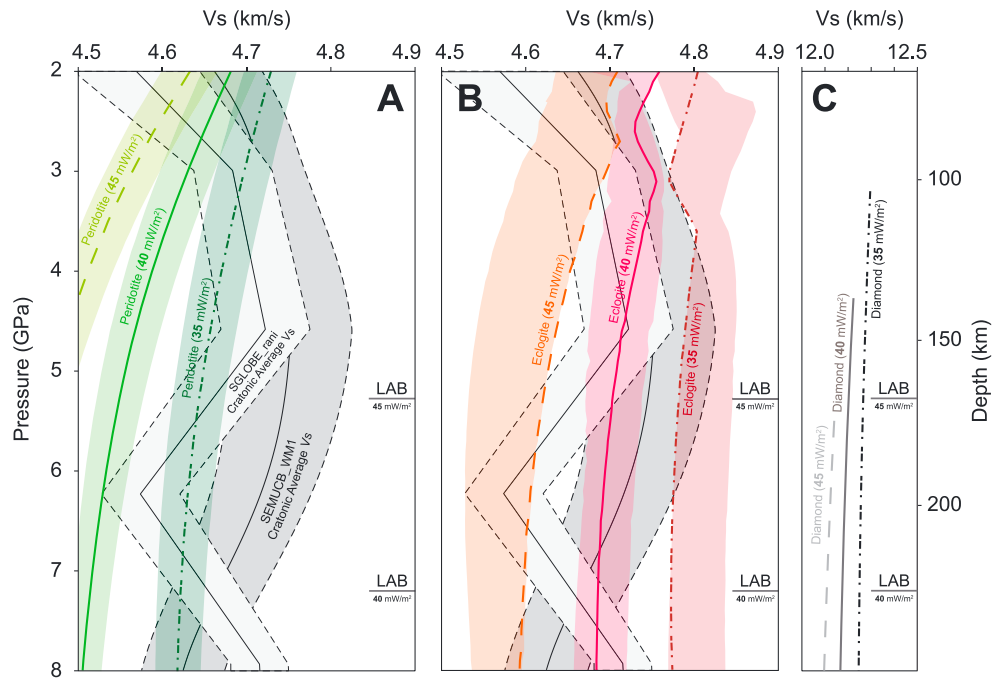 Vs (km/s)
Vs (km/s)
Vs (km/s)
4.5
4.6
4.7
4.8
4.9
4.6
4.7
4.8
4.9
12.0
12.5
2
3
4
5
6
7
8
Pressure (GPa)
A
Peridotite (45 mW/m²)
Peridotite (40 mW/m²)
Peridotite (35 mW/m²)
SGLOBE_rani
Cratonic Average Vs
SEMUCB_WM1
Cratonic Average Vs
LAB
45 mW/m²
LAB
40 mW/m²
B
Eclogite (45 mW/m²)
Eclogite (40 mW/m²)
Eclogite (35 mW/m²)
LAB
45 mW/m²
LAB
40 mW/m²
C
Diamond (45 mW/m²)
Diamond (40 mW/m²)
Diamond (35 mW/m²)
LAB
45 mW/m²
LAB
40 mW/m²
100
150
200
Depth (km)